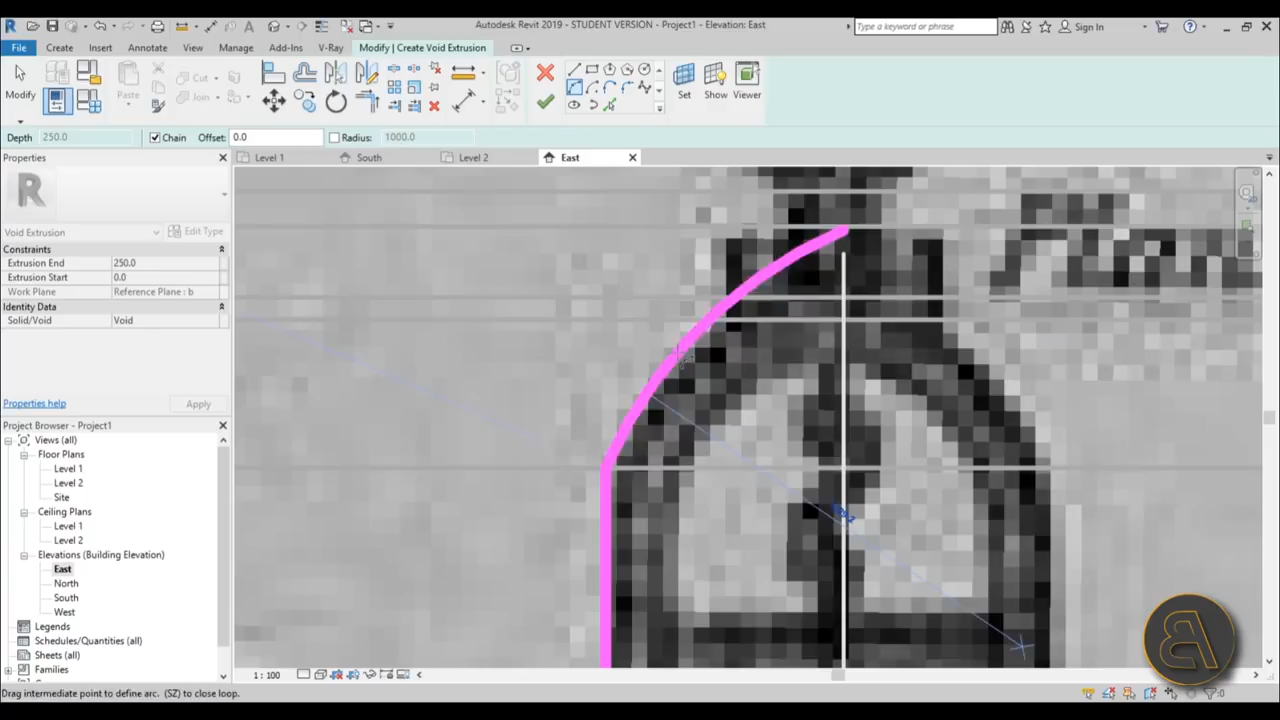 Autodesk Revit 2019 - STUDENT VERSION - Project1 - Elevation: East
Type a keyword or phrase
Sign In
File Create Insert Annotate View Manage Add-Ins V-Ray Modify | Create Void Extrusion
Modify Paste Cut Join Set Show Viewer
Depth 250.0 Chain Offset: 0.0 Radius: 1000.0
Properties
Level 1 South Level 2 East
Void Extrusion Edit Type
Constraints
Extrusion End 250.0
Extrusion Start 0.0
Work Plane Reference Plane : b
Identity Data
Solid/Void Void
Properties help Apply
Project Browser - Project1
Views (all)
Floor Plans
Level 1
Level 2
Site
Ceiling Plans
Level 1
Level 2
Elevations (Building Elevation)
East
North
South
West
Legends
Schedules/Quantities (all)
Sheets (all)
Families
1 : 100
Drag intermediate point to define arc. (SZ) to close loop.
:0